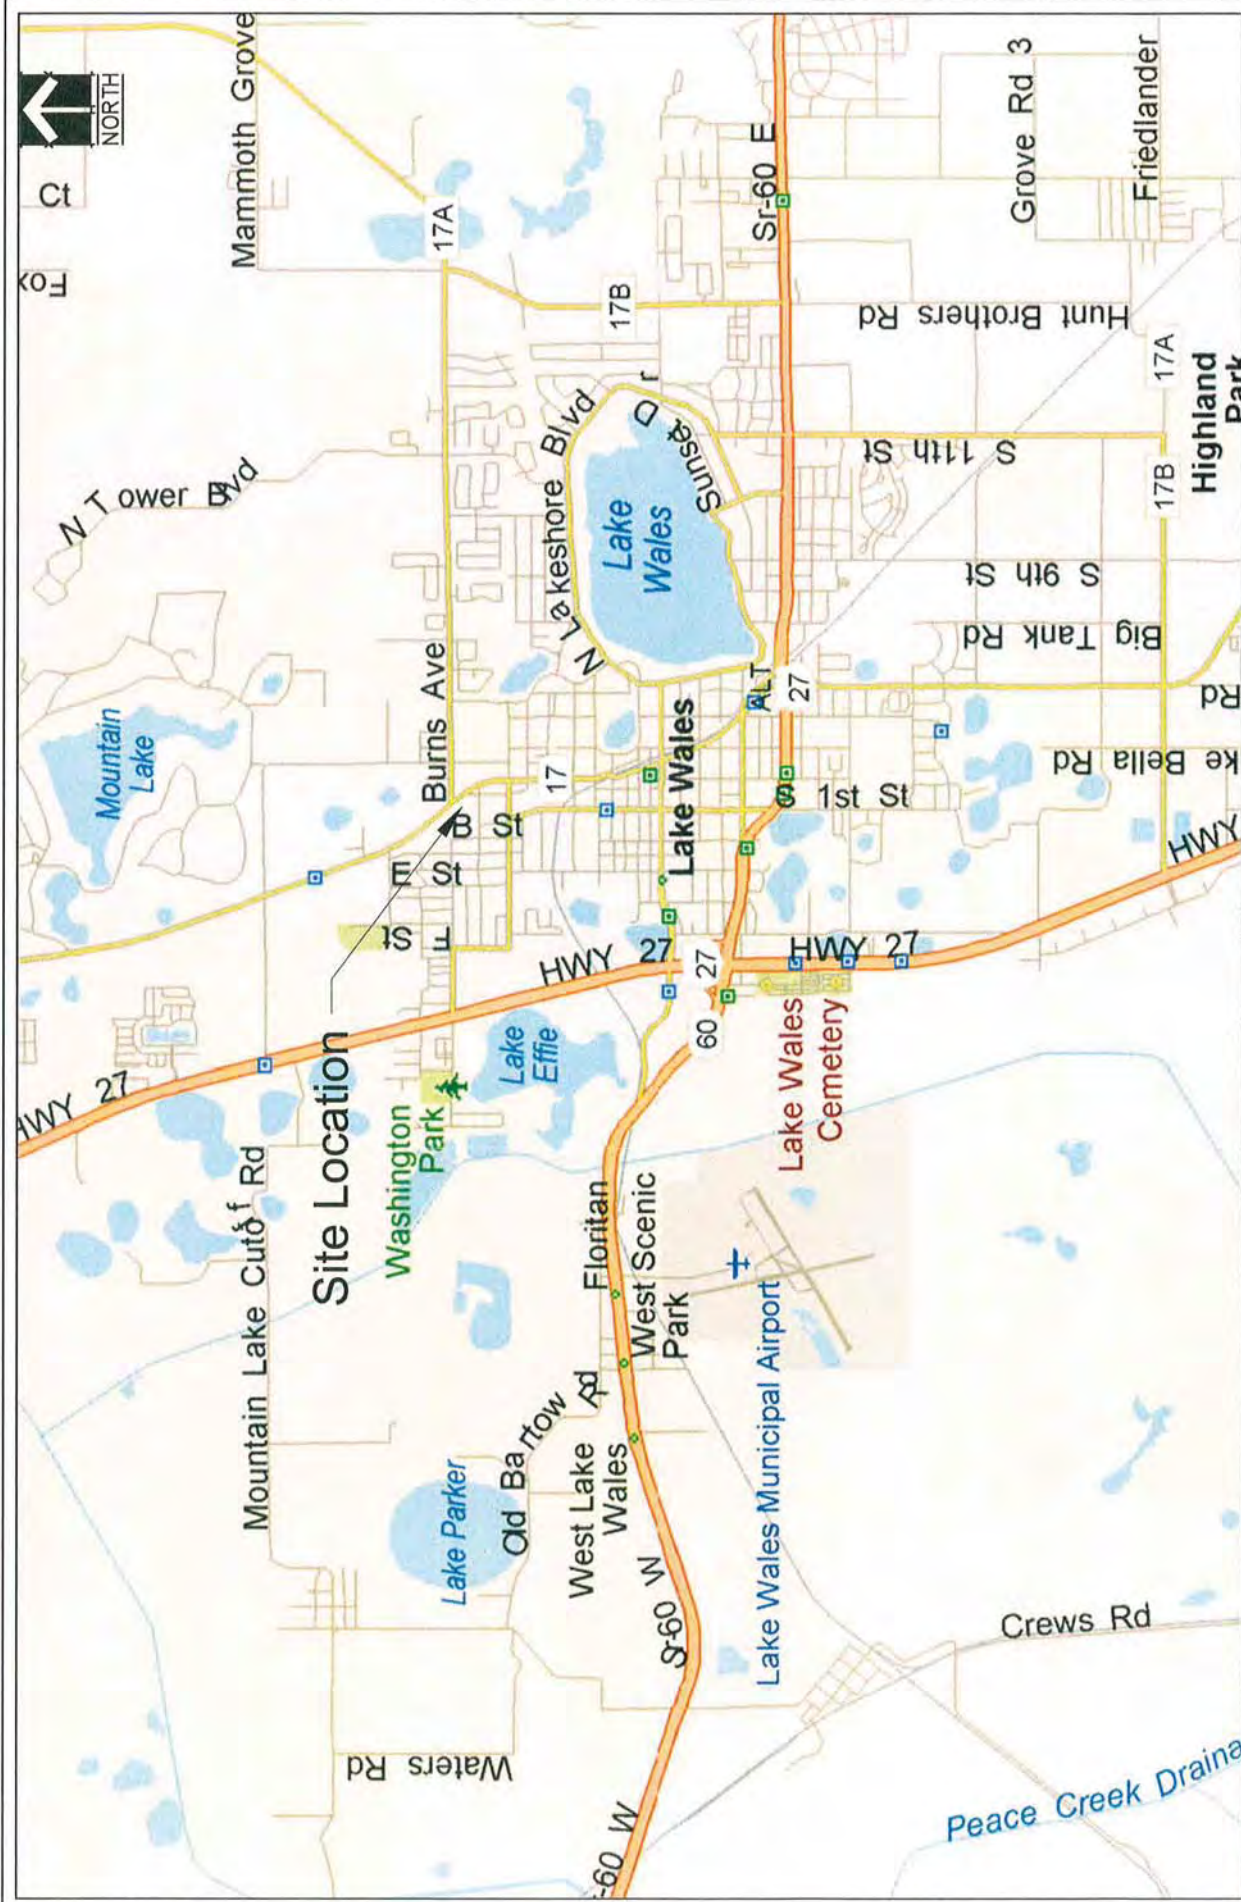 NORTH
Ct
Fox
Mammoth Grove
17A
17B
Sr-60 E
Grove Rd 3
Friedlander
Hunt Brothers Rd
17A
Highland
Park
17B
S 11th St
S 9th St
Big Tank Rd
N Tower Blvd
N Lakeshore Blvd
Sunset Dr
Lake
Wales
Mountain
Lake
Burns Ave
17
B St
E St
F St
Lake Wales
ALT
27
S 1st St
Rd
ke Bella Rd
HWY
HWY 27
HWY 27
27
60
HWY 27
Site Location
Washington
Park
Lake
Effie
Lake Wales
Cemetery
Mountain Lake Cutoff Rd
Floritan
West Scenic
Park
Lake Wales Municipal Airport
Old Bartow Rd
West Lake
Wales
Lake Parker
Sr-60 W
Crews Rd
Waters Rd
-60 W
Peace Creek Draina